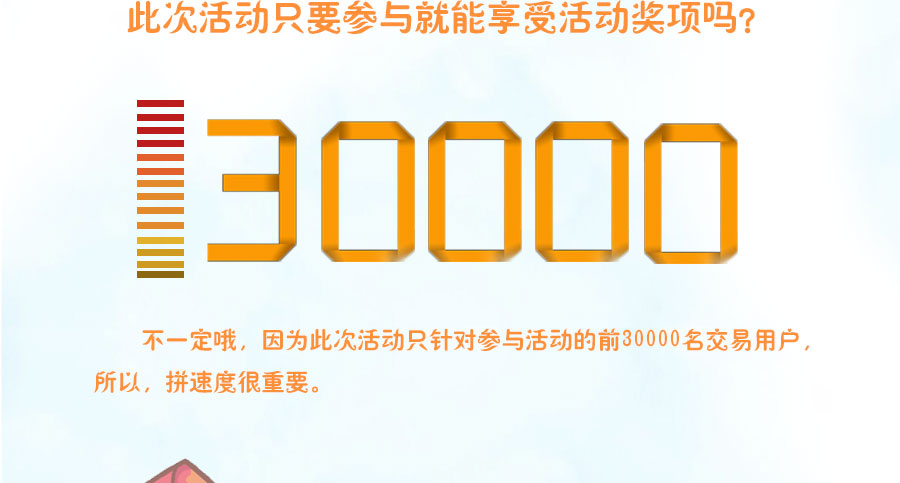 此次活动只要参与就能享受活动奖项吗？
30000
不一定哦，因为此次活动只针对参与活动的前30000名交易用户，
所以，拼速度很重要。